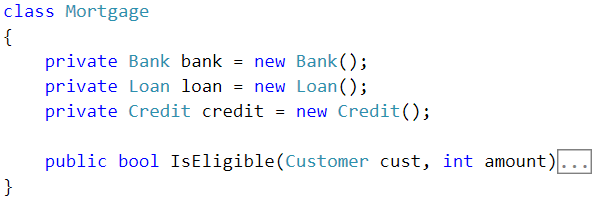 class Mortgage
{
    private Bank bank = new Bank();
    private Loan loan = new Loan();
    private Credit credit = new Credit();

    public bool IsEligible(Customer cust, int amount)...
}